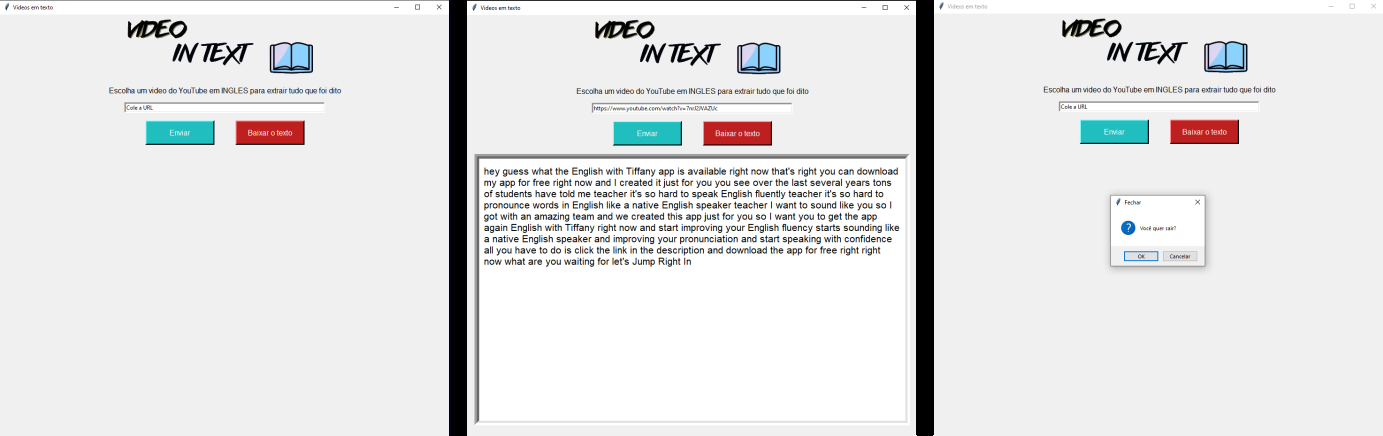 Videos em texto
VIDEO
IN TEXT
Escolha um video do YouTube em INGLES para extrair tudo que foi dito
Cole a URL
Enviar
Baixar o texto
Videos em texto
VIDEO
IN TEXT
Escolha um video do YouTube em INGLES para extrair tudo que foi dito
Enviar
Baixar o texto
hey guess what the English with Tiffany app is available right now that's right you can download
my app for free right now and I created it just for you you see over the last several years tons
of students have told me teacher it's so hard to speak English fluently teacher it's so hard to
pronounce words in English like a native English speaker teacher I want to sound like you so I
got with an amazing team and we created this app just for you so I want you to get the app
again English with Tiffany right now and start improving your English fluency starts sounding like
a native English speaker and improving your pronunciation and start speaking with confidence
all you have to do is click the link in the description and download the app for free right right
now what are you waiting for let's Jump Right In
Videos em texto
VIDEO
IN TEXT
Escolha um video do YouTube em INGLES para extrair tudo que foi dito
Cole a URL
Enviar
Baixar o texto
Fechar
Você quer sair?
OK
Cancelar